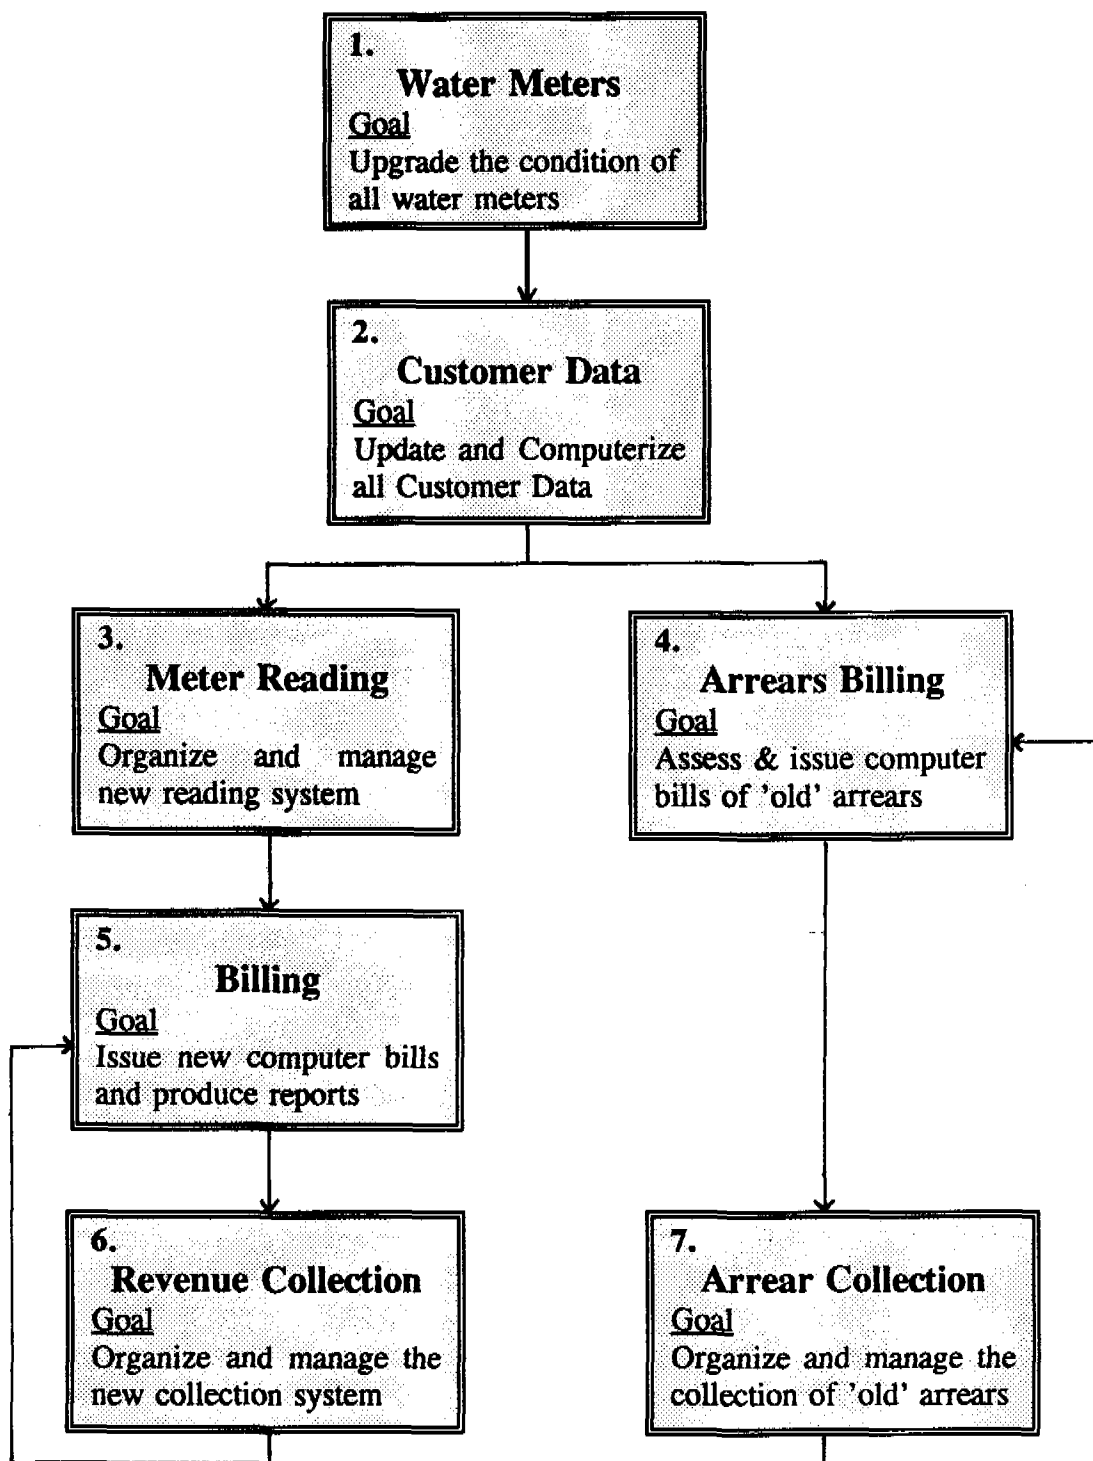 1.
Water Meters
Goal
Upgrade the condition of
all water meters
2.
Customer Data
Goal
Update and Computerize
all Customer Data
3.
Meter Reading
Goal
Organize and manage
new reading system
4.
Arrears Billing
Goal
Assess & issue computer
bills of 'old' arrears
5.
Billing
Goal
Issue new computer bills
and produce reports
6.
Revenue Collection
Goal
Organize and manage the
new collection system
7.
Arrear Collection
Goal
Organize and manage the
collection of 'old' arrears